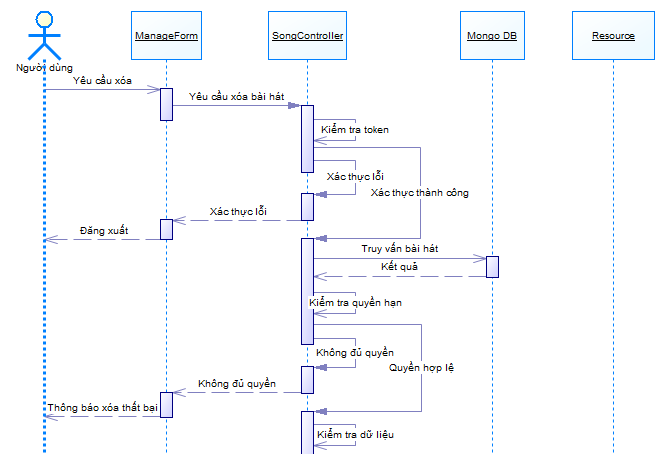 ManageForm
SongController
Mongo DB
Resource
Người dùng
Yêu cầu xóa
Yêu cầu xóa bài hát
Kiểm tra token
Xác thực lỗi
Xác thực thành công
Xác thực lỗi
Đăng xuất
Truy vấn bài hát
Kết quả
Kiểm tra quyền hạn
Không đủ quyền
Quyền hợp lệ
Không đủ quyền
Thông báo xóa thất bại
Kiểm tra dữ liệu